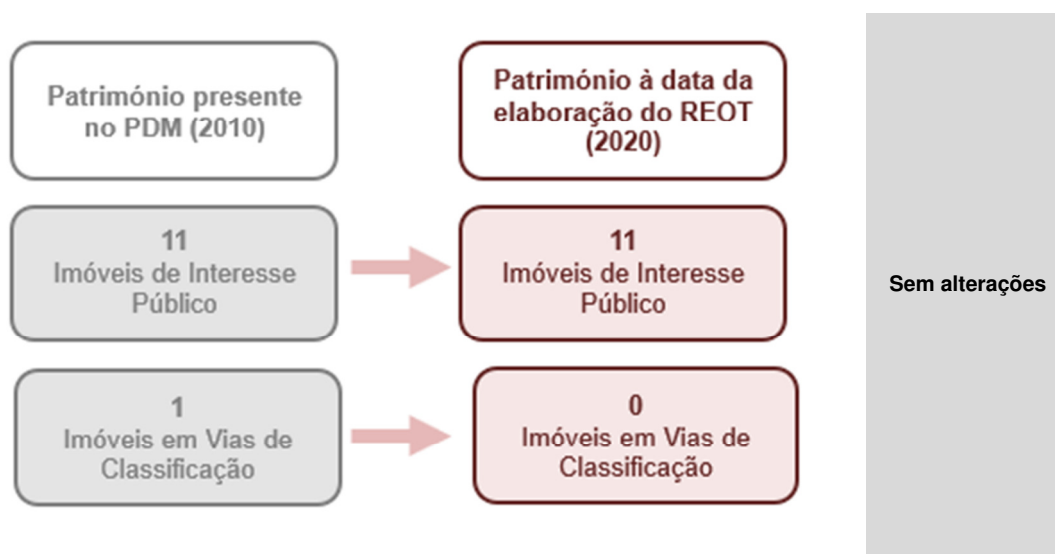 Património presente
no PDM (2010)
Património à data da
elaboração do REOT
(2020)
11
Imóveis de Interesse
Público
11
Imóveis de Interesse
Público
Sem alterações
1
Imóveis em Vias de
Classificação
0
Imóveis em Vias de
Classificação